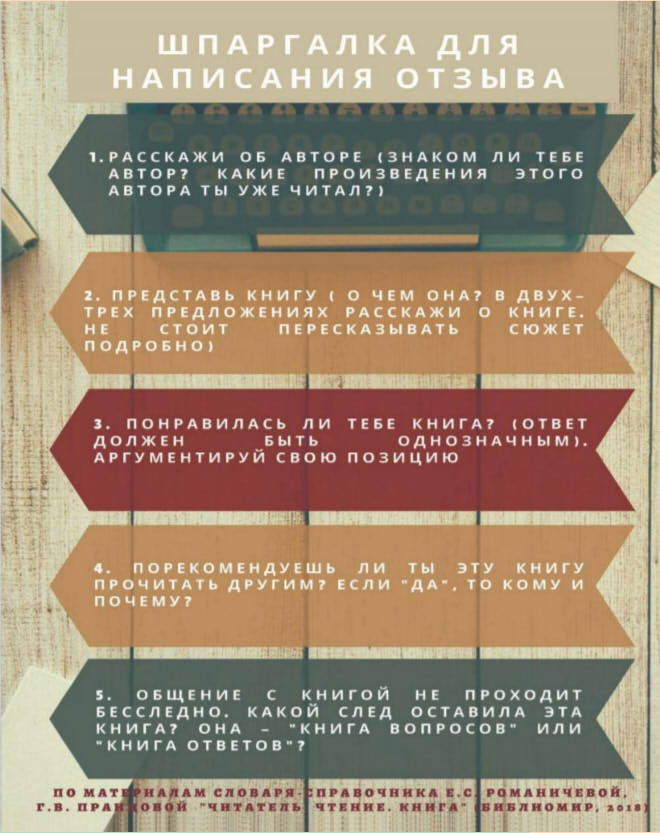 ШПАРГАЛКА ДЛЯ
НАПИСАНИЯ ОТЗЫВА
1. РАССКАЖИ ОБ АВТОРЕ (ЗНАКОМ ЛИ ТЕБЕ
АВТОР? КАКИЕ ПРОИЗВЕДЕНИЯ ЭТОГО
АВТОРА ТЫ УЖЕ ЧИТАЛ?)
2. ПРЕДСТАВЬ КНИГУ ( О ЧЕМ ОНА? В ДВУХ-
ТРЕХ ПРЕДЛОЖЕНИЯХ РАССКАЖИ О КНИГЕ.
НЕ СТОИТ ПЕРЕСКАЗЫВАТЬ СЮЖЕТ
ПОДРОБНО)
3. ПОНРАВИЛАСЬ ЛИ ТЕБЕ КНИГА? (ОТВЕТ
ДОЛЖЕН БЫТЬ ОДНОЗНАЧНЫМ).
АРГУМЕНТИРУЙ СВОЮ ПОЗИЦИЮ
4. ПОРЕКОМЕНДУЕШЬ ЛИ ТЫ ЭТУ КНИГУ
ПРОЧИТАТЬ ДРУГИМ? ЕСЛИ "ДА", ТО КОМУ И
ПОЧЕМУ?
5. ОБЩЕНИЕ С КНИГОЙ НЕ ПРОХОДИТ
БЕССЛЕДНО. КАКОЙ СЛЕД ОСТАВИЛА ЭТА
КНИГА? ОНА – "КНИГА ВОПРОСОВ" ИЛИ
"КНИГА ОТВЕТОВ"?
ПО МАТЕРИАЛАМ СЛОВАРЯ-СПРАВОЧНИКА Е.С. РОМАНИЧЕВОЙ,
Г.В. ПРАНЦОВОЙ "ЧИТАТЕЛЬ. ЧТЕНИЕ. КНИГА" (БИБЛИОМИР, 2018)